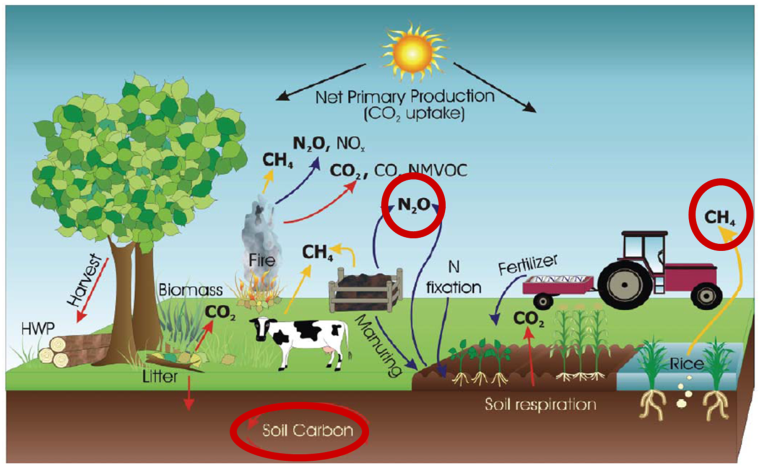 Net Primary Production
(CO₂ uptake)
N₂O, NOₓ
CH₄
CO₂, CO, NMVOC
N₂O
CH₄
Harvest
Fire
CH₄
N
fixation
Fertilizer
Biomass
CO₂
HWP
Manuring
CO₂
Litter
Rice
Soil respiration
Soil Carbon